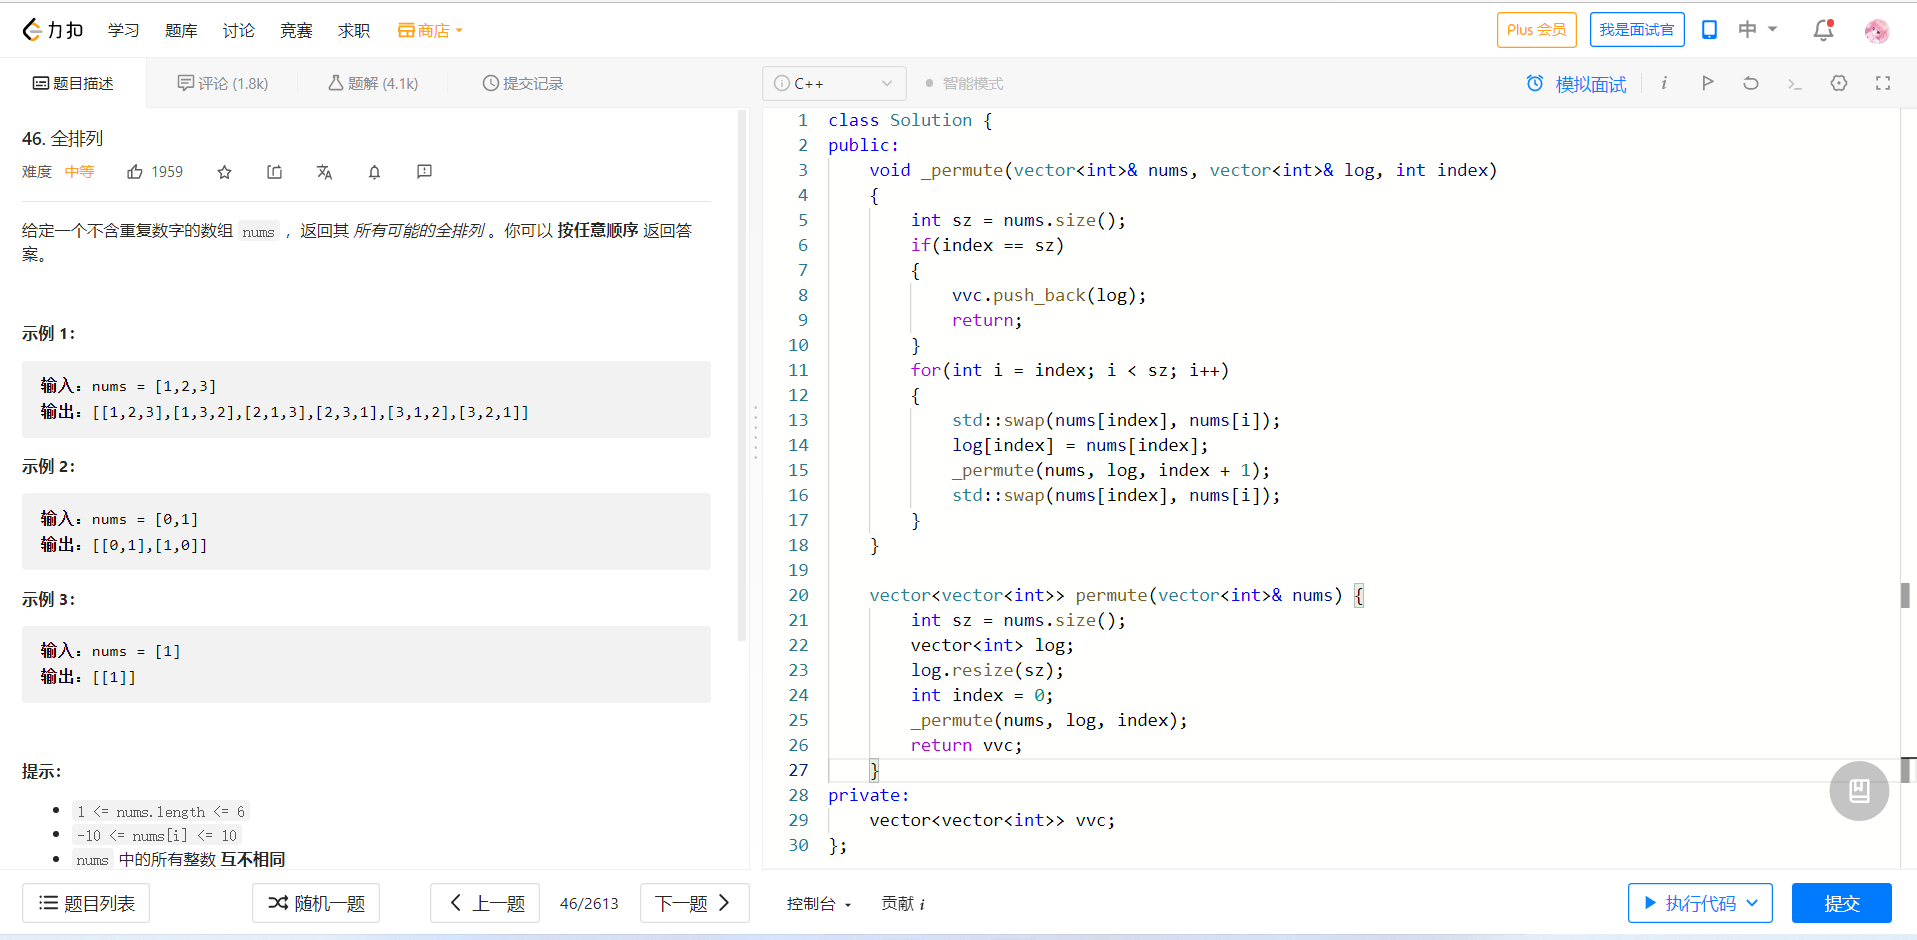 力扣 学习 题库 讨论 竞赛 求职 商店 Plus 会员 我是面试官 中
题目描述 评论 (1.8k) 题解 (4.1k) 提交记录
46. 全排列
难度 中等 1959
给定一个不含重复数字的数组 nums ，返回其 所有可能的全排列 。你可以 按任意顺序 返回答
案。
示例 1：
输入：nums = [1,2,3]
输出：[[1,2,3],[1,3,2],[2,1,3],[2,3,1],[3,1,2],[3,2,1]]
示例 2：
输入：nums = [0,1]
输出：[[0,1],[1,0]]
示例 3：
输入：nums = [1]
输出：[[1]]
提示：
• 1 <= nums.length <= 6
• -10 <= nums[i] <= 10
• nums 中的所有整数 互不相同
题目列表 随机一题 上一题 46/2613 下一题
C++ 智能模式 模拟面试
1 class Solution {
2 public:
3     void _permute(vector<int>& nums, vector<int>& log, int index)
4     {
5         int sz = nums.size();
6         if(index == sz)
7         {
8             vvc.push_back(log);
9             return;
10         }
11         for(int i = index; i < sz; i++)
12         {
13             std::swap(nums[index], nums[i]);
14             log[index] = nums[index];
15             _permute(nums, log, index + 1);
16             std::swap(nums[index], nums[i]);
17         }
18     }
19
20     vector<vector<int>> permute(vector<int>& nums) {
21         int sz = nums.size();
22         vector<int> log;
23         log.resize(sz);
24         int index = 0;
25         _permute(nums, log, index);
26         return vvc;
27     }
28 private:
29     vector<vector<int>> vvc;
30 };
控制台 贡献 i 执行代码 提交